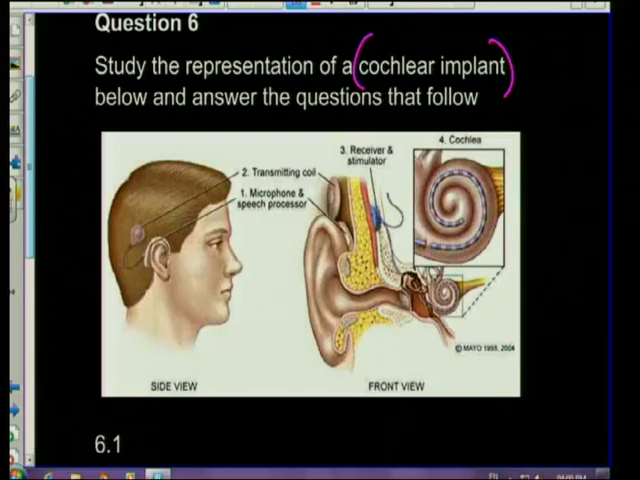 Question 6
Study the representation of a cochlear implant
below and answer the questions that follow
4. Cochlea
3. Receiver &
stimulator
2. Transmitting coil
1. Microphone &
speech processor
© MAYO 1998, 2004
SIDE VIEW
FRONT VIEW
6.1
EN